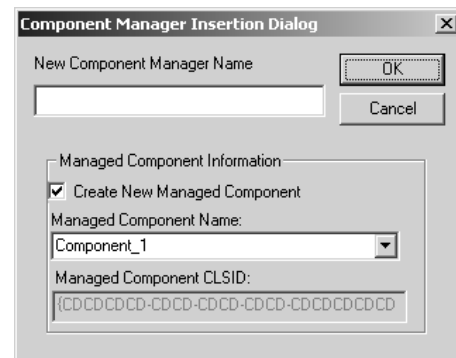 Component Manager Insertion Dialog
New Component Manager Name
OK
Cancel
Managed Component Information
Create New Managed Component
Managed Component Name:
Component_1
Managed Component CLSID:
{CDCDCDCD-CDCD-CDCD-CDCD-CDCDCDCDCD